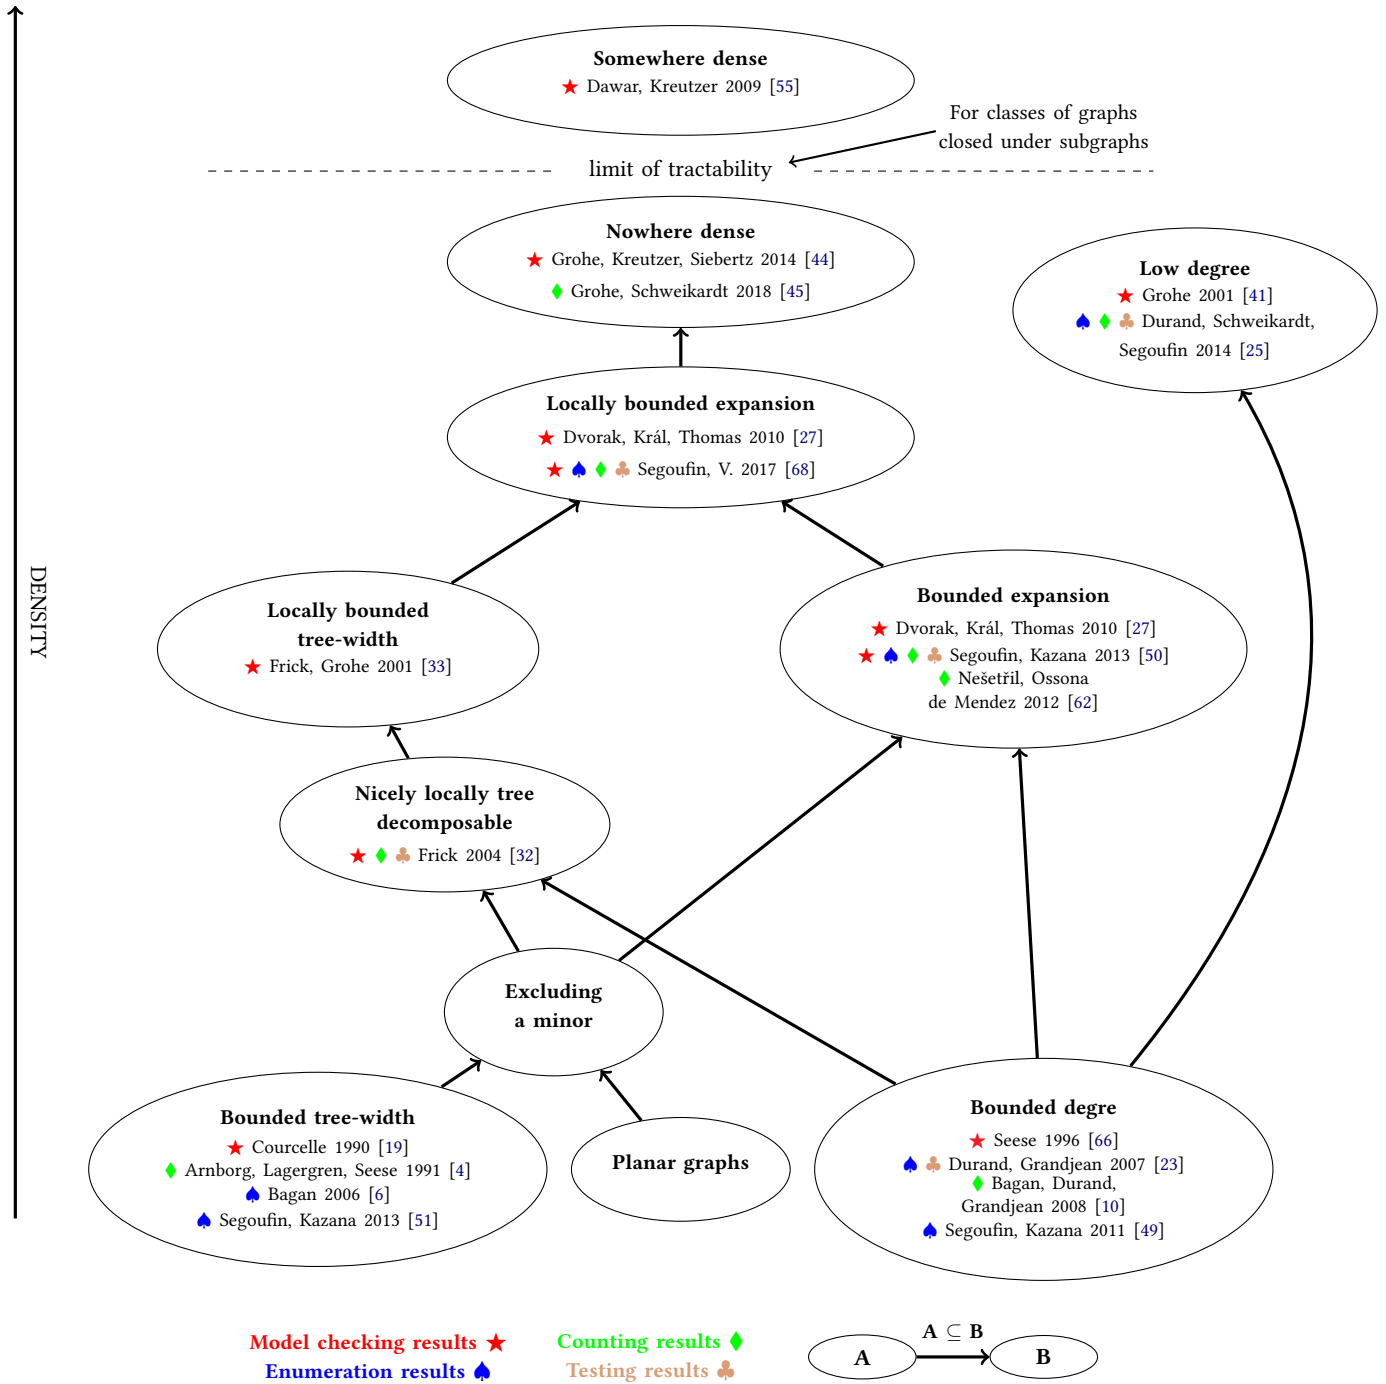 Somewhere dense
★ Dawar, Kreutzer 2009 [55]
For classes of graphs
closed under subgraphs
limit of tractability
Nowhere dense
★ Grohe, Kreutzer, Siebertz 2014 [44]
♦ Grohe, Schweikardt 2018 [45]
Low degree
★ Grohe 2001 [41]
♠ ♦ ♣ Durand, Schweikardt,
Segoufin 2014 [25]
Locally bounded expansion
★ Dvorak, Král, Thomas 2010 [27]
★ ♠ ♦ ♣ Segoufin, V. 2017 [68]
DENSITY
Locally bounded
tree-width
★ Frick, Grohe 2001 [33]
Bounded expansion
★ Dvorak, Král, Thomas 2010 [27]
★ ♠ ♦ ♣ Segoufin, Kazana 2013 [50]
♦ Nešetřil, Ossona
de Mendez 2012 [62]
Nicely locally tree
decomposable
★ ♦ ♣ Frick 2004 [32]
Excluding
a minor
Bounded tree-width
★ Courcelle 1990 [19]
♦ Arnborg, Lagergren, Seese 1991 [4]
♠ Bagan 2006 [6]
♠ Segoufin, Kazana 2013 [51]
Planar graphs
Bounded degre
★ Seese 1996 [66]
♠ ♣ Durand, Grandjean 2007 [23]
♦ Bagan, Durand,
Grandjean 2008 [10]
♠ Segoufin, Kazana 2011 [49]
Model checking results ★
Enumeration results ♠
Counting results ♦
Testing results ♣
A ⊆ B
A
B